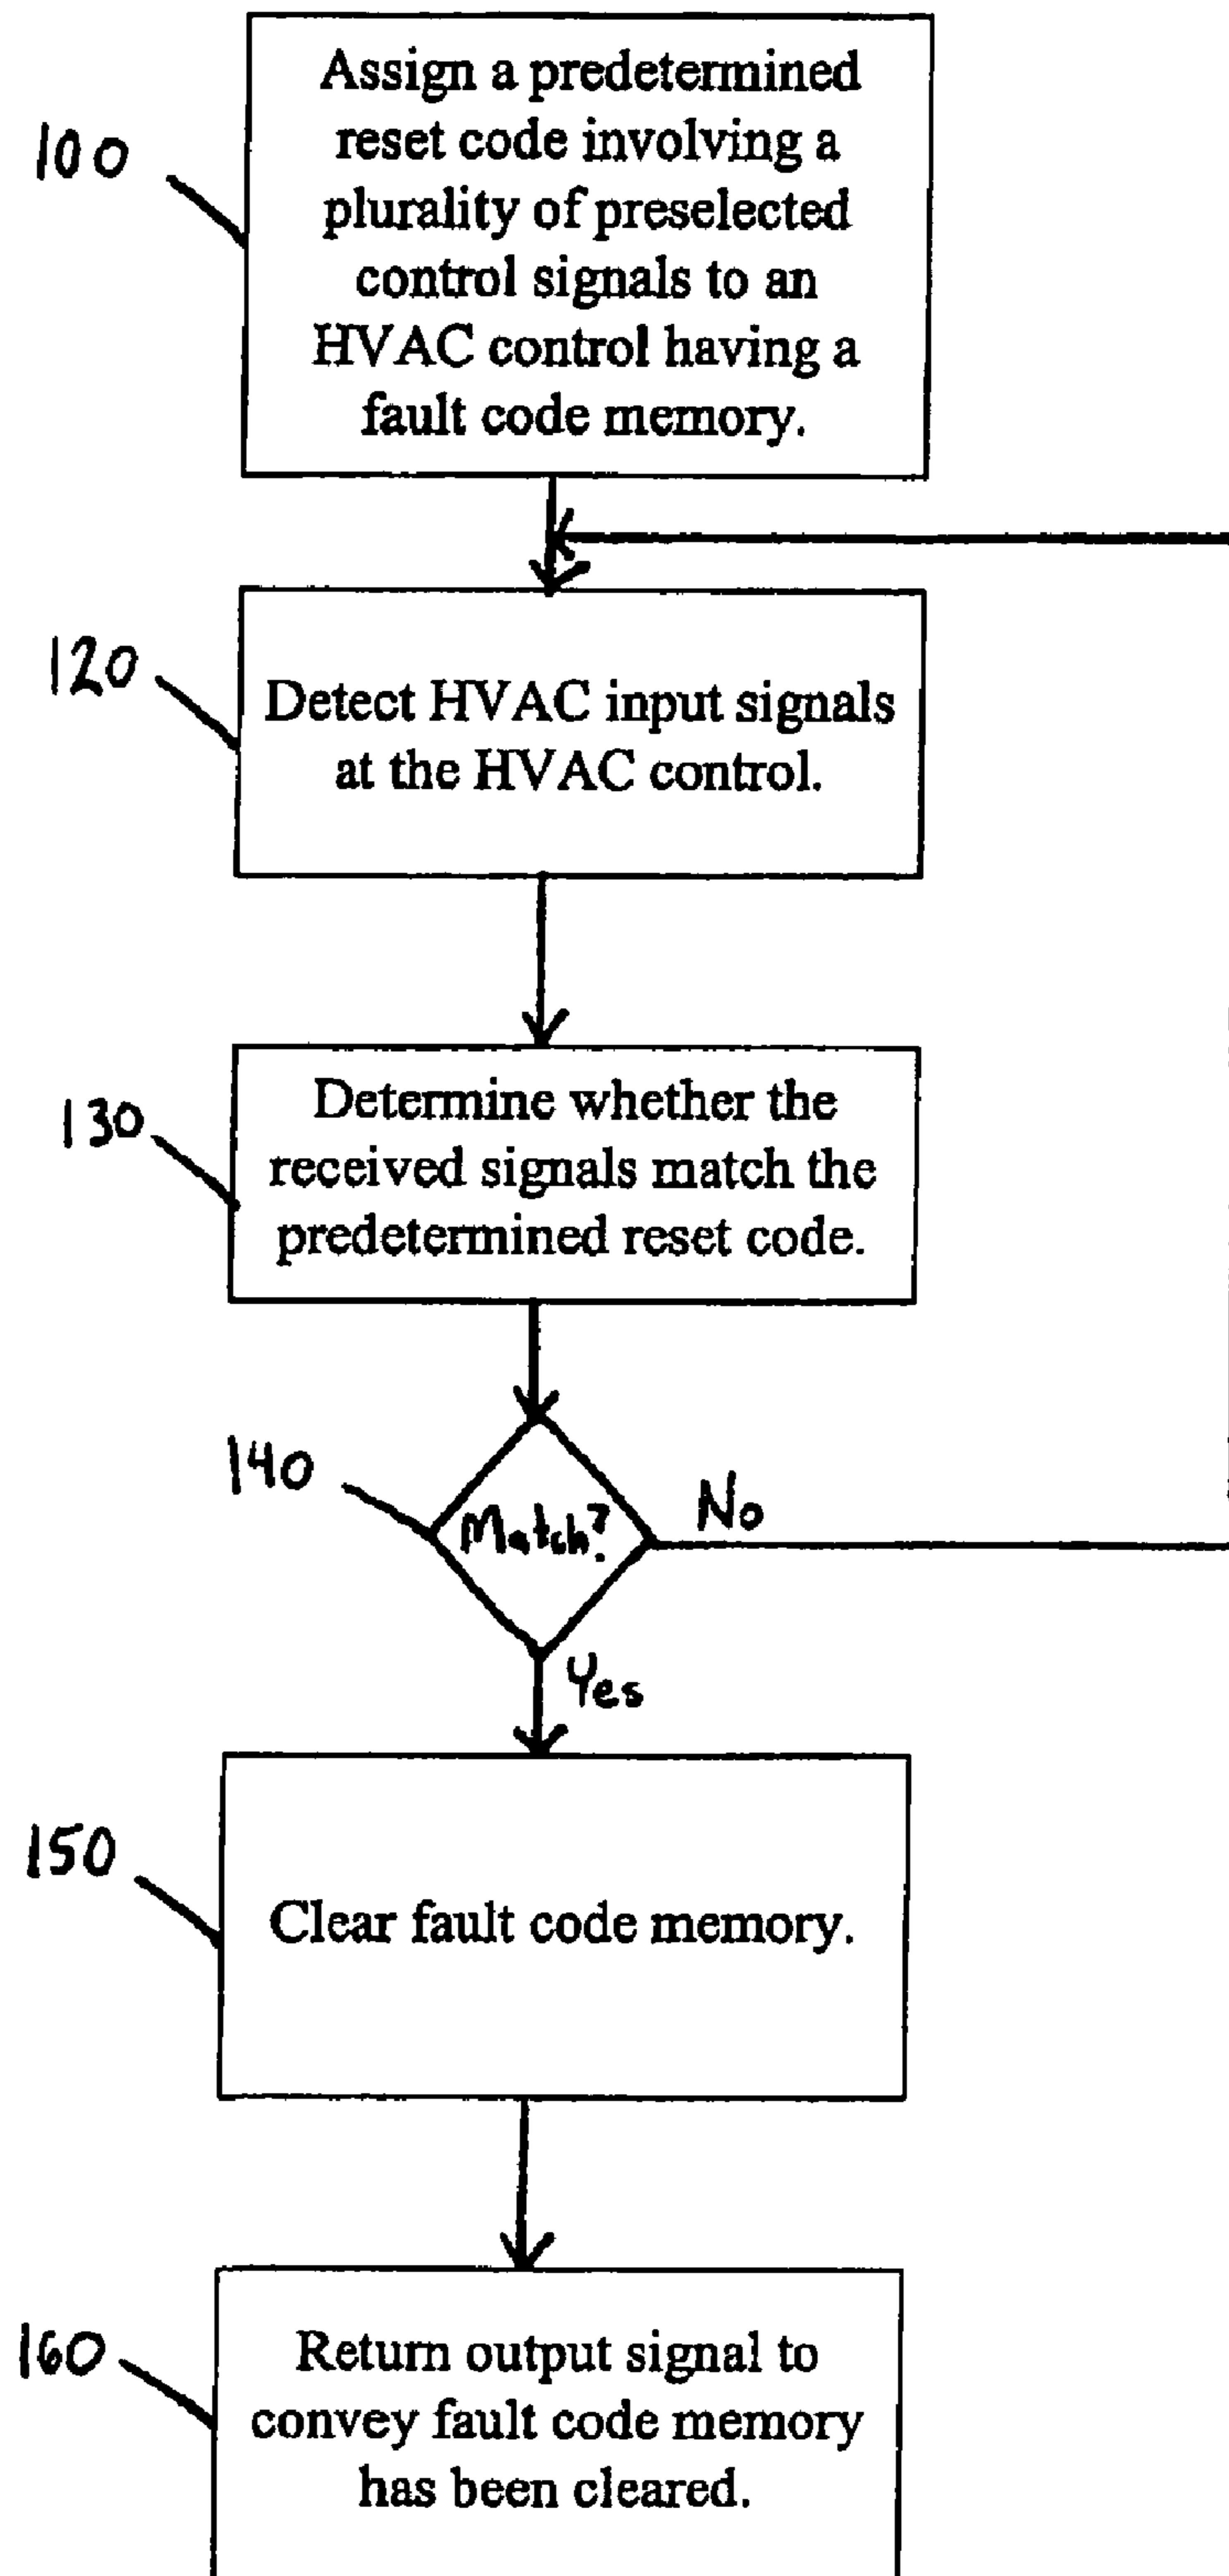 Assign a predetermined
reset code involving a
100
plurality of preselected
control signals to an
HVAC control having a
fault code memory.
120
Detect HVAC input signals
at the HVAC control.
130
Determine whether the
received signals match the
predetermined reset code.
140
Match?
No
Yes
150
Clear fault code memory.
160
Return output signal to
convey fault code memory
has been cleared.